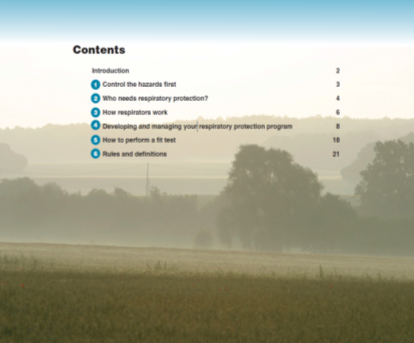 Contents
Introduction 2
1 Control the hazards first 3
2 Who needs respiratory protection? 4
3 How respirators work 6
4 Developing and managing your respiratory protection program 8
5 How to perform a fit test 18
6 Rules and definitions 21